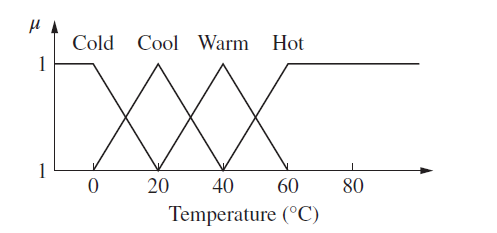 μ
Cold Cool Warm Hot
1
1
0 20 40 60 80
Temperature (°C)